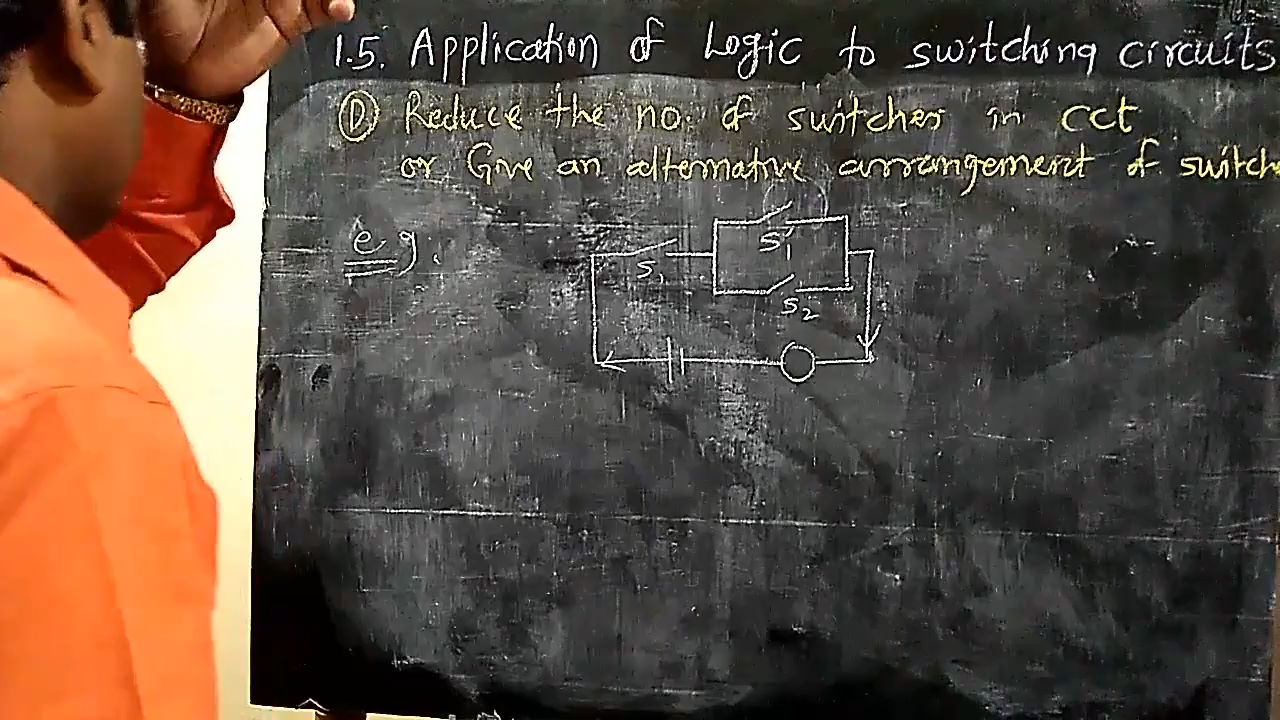 1.5. Application of Logic to switching circuits
(D) Reduce the no. of switches in cct
or Give an alternative arrangement of switch
e g.
S₁'
S₁
S₂